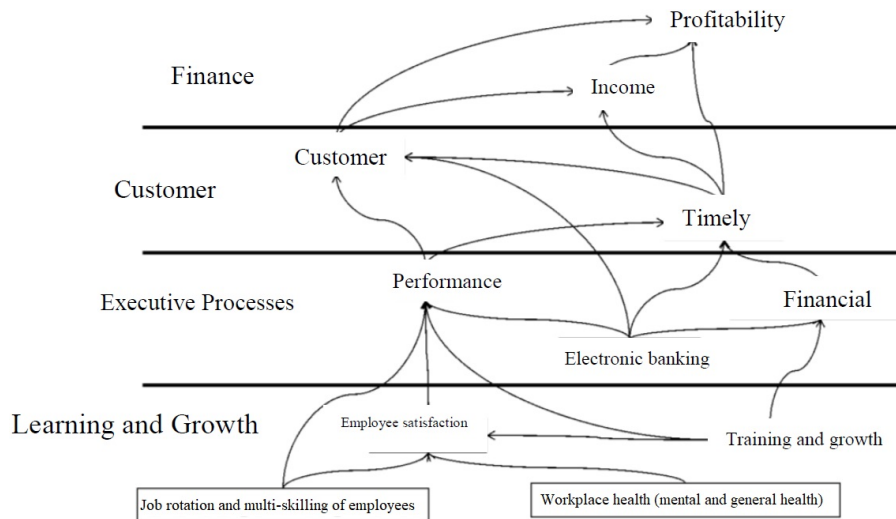 Profitability
Finance
Income
Customer
Customer
Timely
Performance
Executive Processes
Financial
Electronic banking
Learning and Growth
Employee satisfaction
Training and growth
Job rotation and multi-skilling of employees
Workplace health (mental and general health)